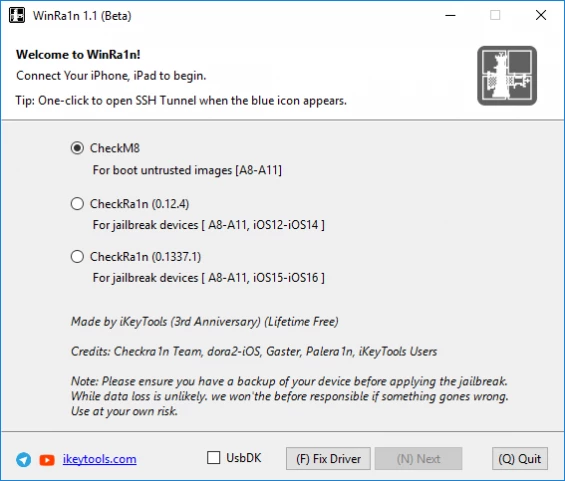 WinRa1n 1.1 (Beta)
Welcome to WinRa1n!
Connect Your iPhone, iPad to begin.
Tip: One-click to open SSH Tunnel when the blue icon appears.
CheckM8
For boot untrusted images [A8-A11]
CheckRa1n (0.12.4)
For jailbreak devices [ A8-A11, iOS12-iOS14 ]
CheckRa1n (0.1337.1)
For jailbreak devices [ A8-A11, iOS15-iOS16 ]
Made by iKeyTools (3rd Anniversary) (Lifetime Free)
Credits: Checkra1n Team, dora2-iOS, Gaster, Palera1n, iKeyTools Users
Note: Please ensure you have a backup of your device before applying the jailbreak.
While data loss is unlikely. we won'the before responsible if something gones wrong.
Use at your own risk.
ikeytools.com
UsbDK
(F) Fix Driver
(N) Next
(Q) Quit